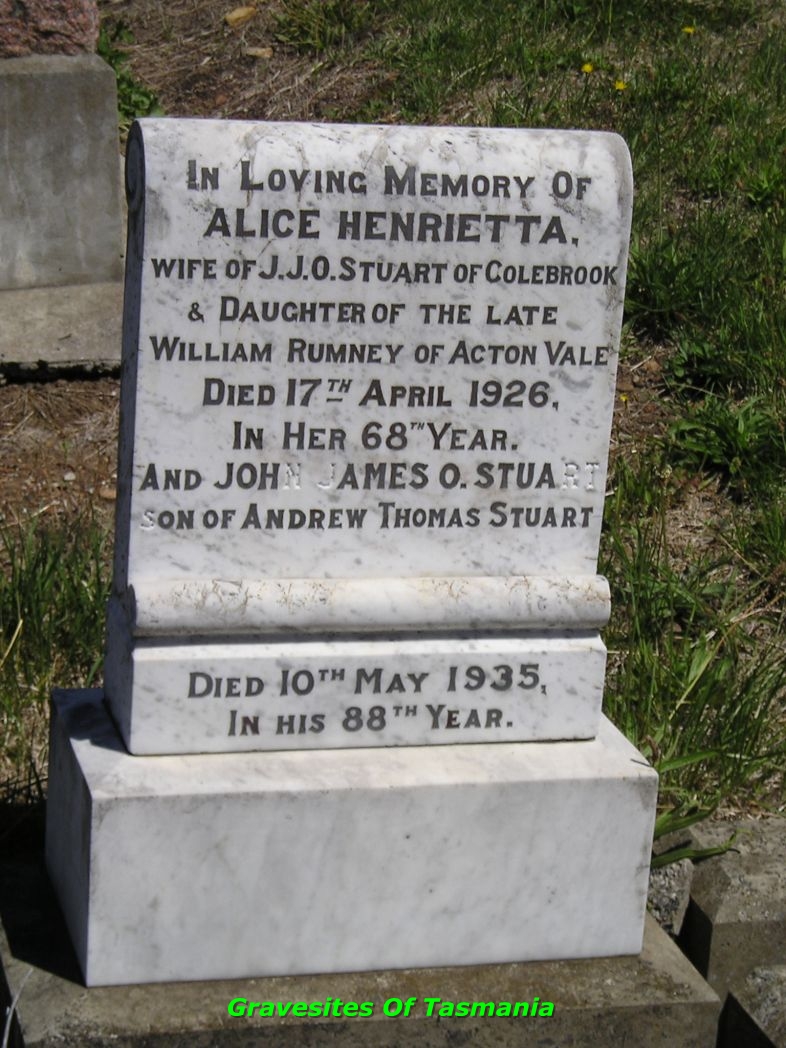 In Loving Memory Of
ALICE HENRIETTA,
WIFE OF J.J.O. STUART OF COLEBROOK
& DAUGHTER OF THE LATE
WILLIAM RUMNEY OF ACTON VALE
DIED 17TH APRIL 1926,
IN HER 68TH YEAR.
AND JOHN JAMES O. STUART
SON OF ANDREW THOMAS STUART
DIED 10TH MAY 1935,
IN HIS 88TH YEAR.
Gravesites Of Tasmania